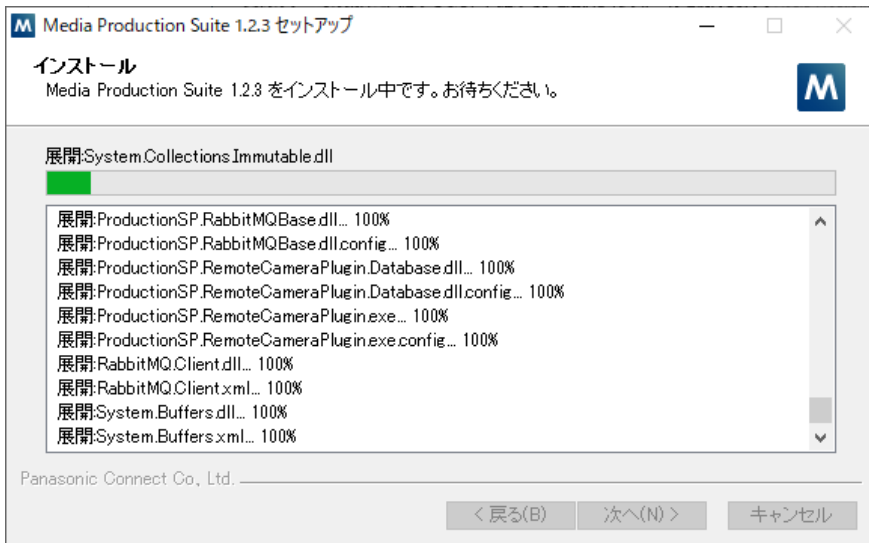 Media Production Suite 1.2.3 セットアップ
インストール
Media Production Suite 1.2.3 をインストール中です。お待ちください。
M
展開:System.Collections.Immutable.dll
展開:ProductionSP.RabbitMQBase.dll... 100%
展開:ProductionSP.RabbitMQBase.dll.config... 100%
展開:ProductionSP.RemoteCameraPlugin.Database.dll... 100%
展開:ProductionSP.RemoteCameraPlugin.Database.dll.config... 100%
展開:ProductionSP.RemoteCameraPlugin.exe... 100%
展開:ProductionSP.RemoteCameraPlugin.exe.config... 100%
展開:RabbitMQ.Client.dll... 100%
展開:RabbitMQ.Client.xml... 100%
展開:System.Buffers.dll... 100%
展開:System.Buffers.xml... 100%
Panasonic Connect Co., Ltd.
< 戻る(B) 次へ(N) > キャンセル